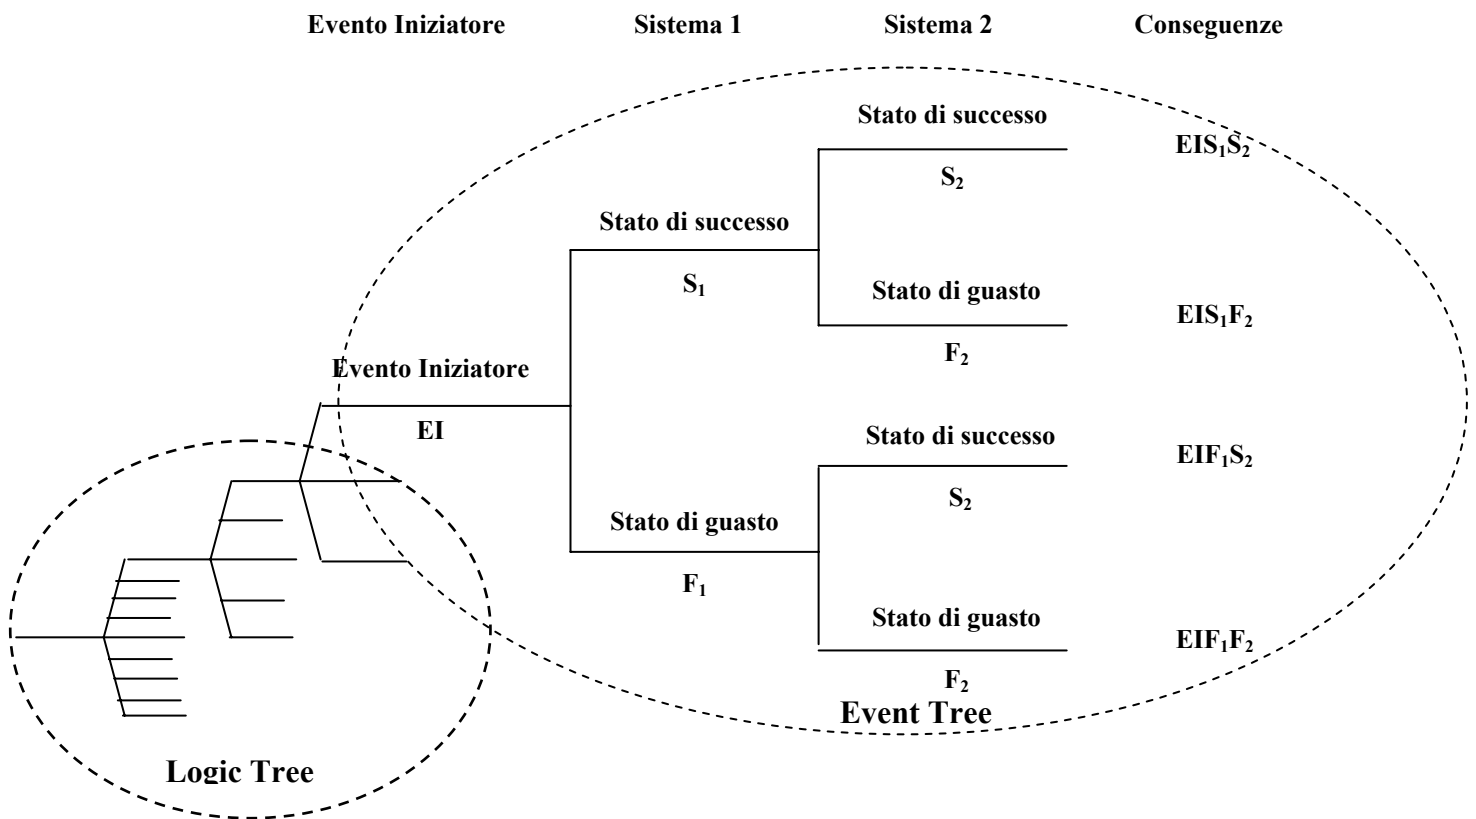 Evento Iniziatore Sistema 1 Sistema 2 Conseguenze
Stato di successo
EIS₁S₂
S₂
Stato di successo
S₁
Stato di guasto
EIS₁F₂
F₂
Evento Iniziatore
EI
Stato di successo
EIF₁S₂
S₂
Stato di guasto
F₁
Stato di guasto
EIF₁F₂
F₂
Event Tree
Logic Tree